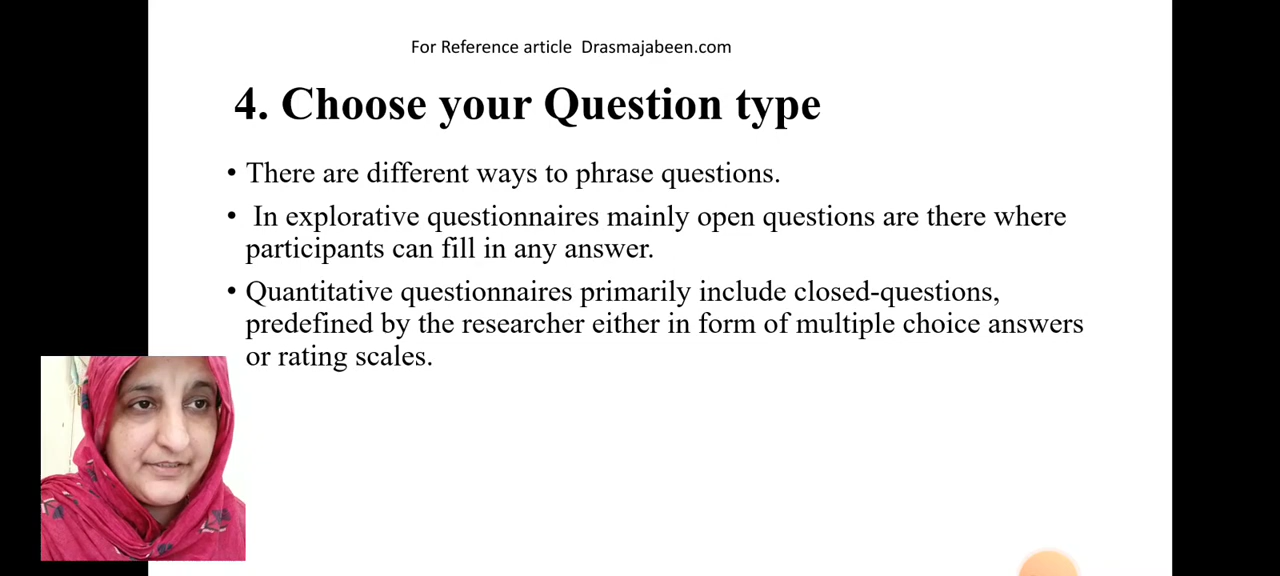 For Reference article  Drasmajabeen.com
4. Choose your Question type
• There are different ways to phrase questions.
•  In explorative questionnaires mainly open questions are there where
participants can fill in any answer.
• Quantitative questionnaires primarily include closed-questions,
predefined by the researcher either in form of multiple choice answers
or rating scales.